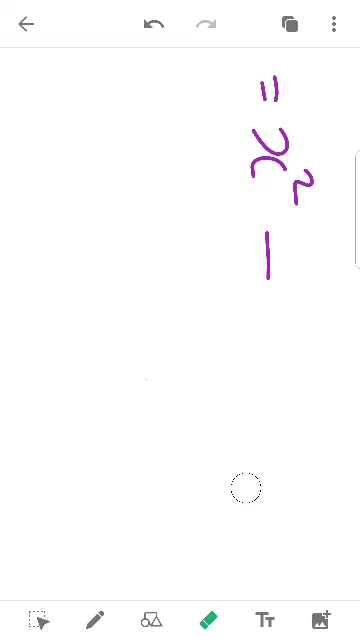 = x² −